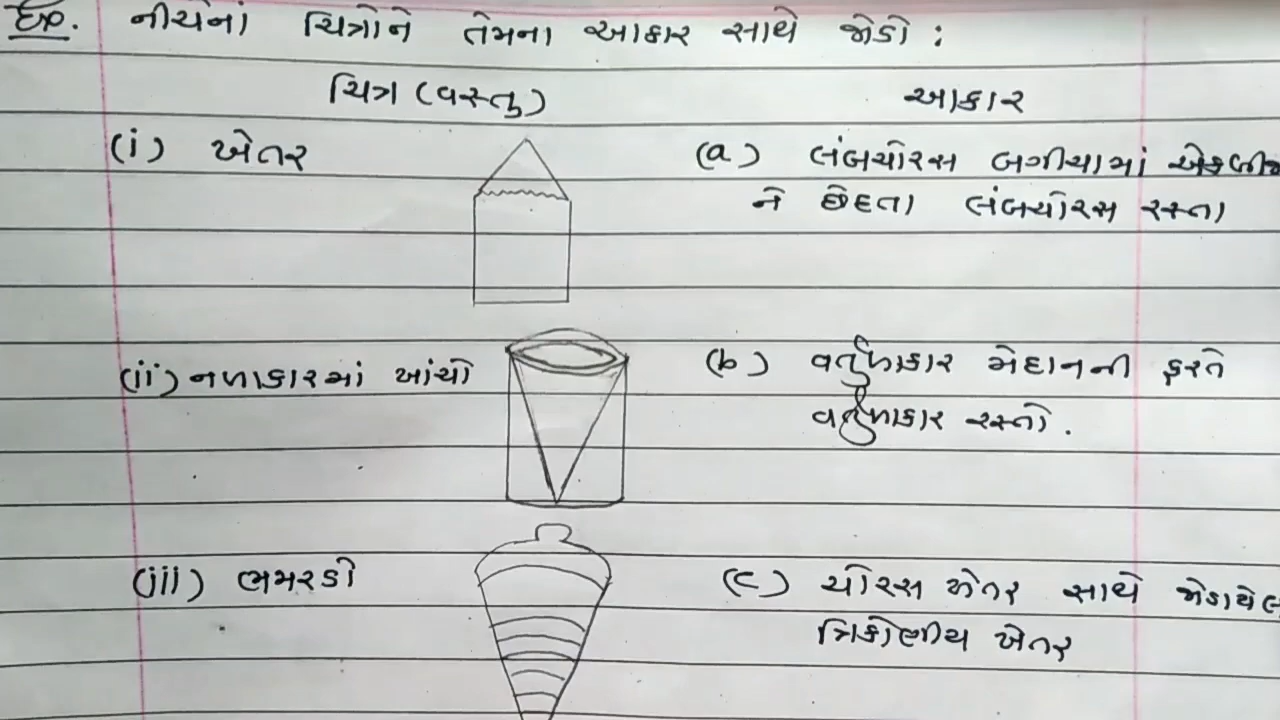 Ex. નીચેનાં ચિત્રોને તેમના આકાર સાથે જોડો :
ચિત્ર (વસ્તુ) આકાર
(i) ખેતર (a) લંબચોરસ બગીચામાં એકબીજા
ને છેદતા લંબચોરસ રસ્તા
(ii) નળાકારમાં ખાંચો (b) વર્તુળાકાર મેદાનની ફરતે
વર્તુળાકાર રસ્તો.
(iii) ભમરડો (c) ચોરસ ખેતર સાથે જોડાયેલ
ત્રિકોણીય ખેતર